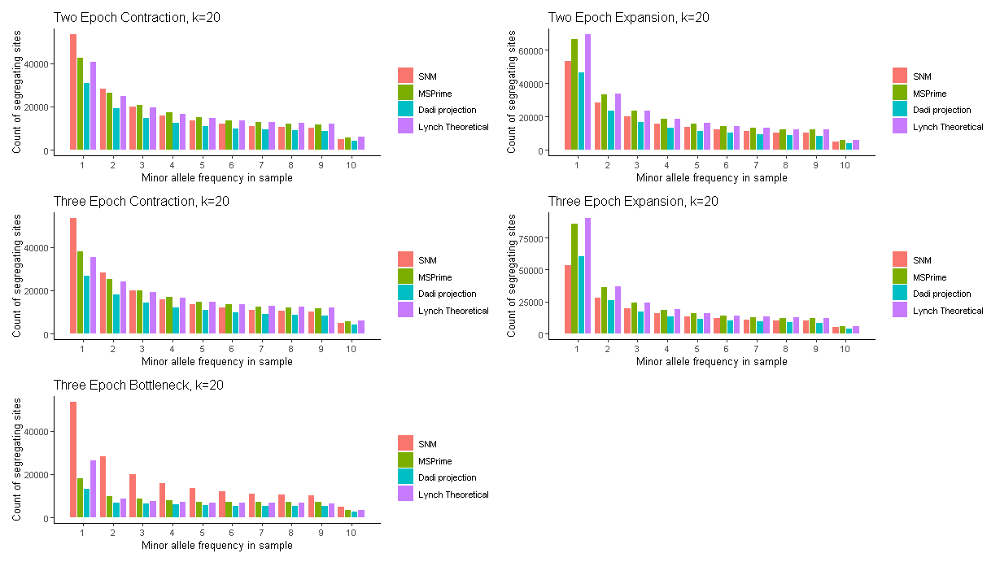 Two Epoch Contraction, k=20
Count of segregating sites
40000
20000
0
1 2 3 4 5 6 7 8 9 10
Minor allele frequency in sample
SNM
MSPrime
Dadi projection
Lynch Theoretical
Two Epoch Expansion, k=20
Count of segregating sites
60000
40000
20000
0
1 2 3 4 5 6 7 8 9 10
Minor allele frequency in sample
SNM
MSPrime
Dadi projection
Lynch Theoretical
Three Epoch Contraction, k=20
Count of segregating sites
40000
20000
0
1 2 3 4 5 6 7 8 9 10
Minor allele frequency in sample
SNM
MSPrime
Dadi projection
Lynch Theoretical
Three Epoch Expansion, k=20
Count of segregating sites
75000
50000
25000
0
1 2 3 4 5 6 7 8 9 10
Minor allele frequency in sample
SNM
MSPrime
Dadi projection
Lynch Theoretical
Three Epoch Bottleneck, k=20
Count of segregating sites
40000
20000
0
1 2 3 4 5 6 7 8 9 10
Minor allele frequency in sample
SNM
MSPrime
Dadi projection
Lynch Theoretical